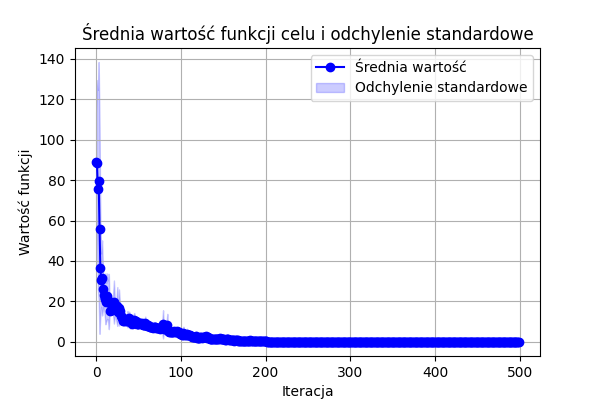 Średnia wartość funkcji celu i odchylenie standardowe
Średnia wartość
Odchylenie standardowe
Wartość funkcji
140
120
100
80
60
40
20
0
0 100 200 300 400 500
Iteracja